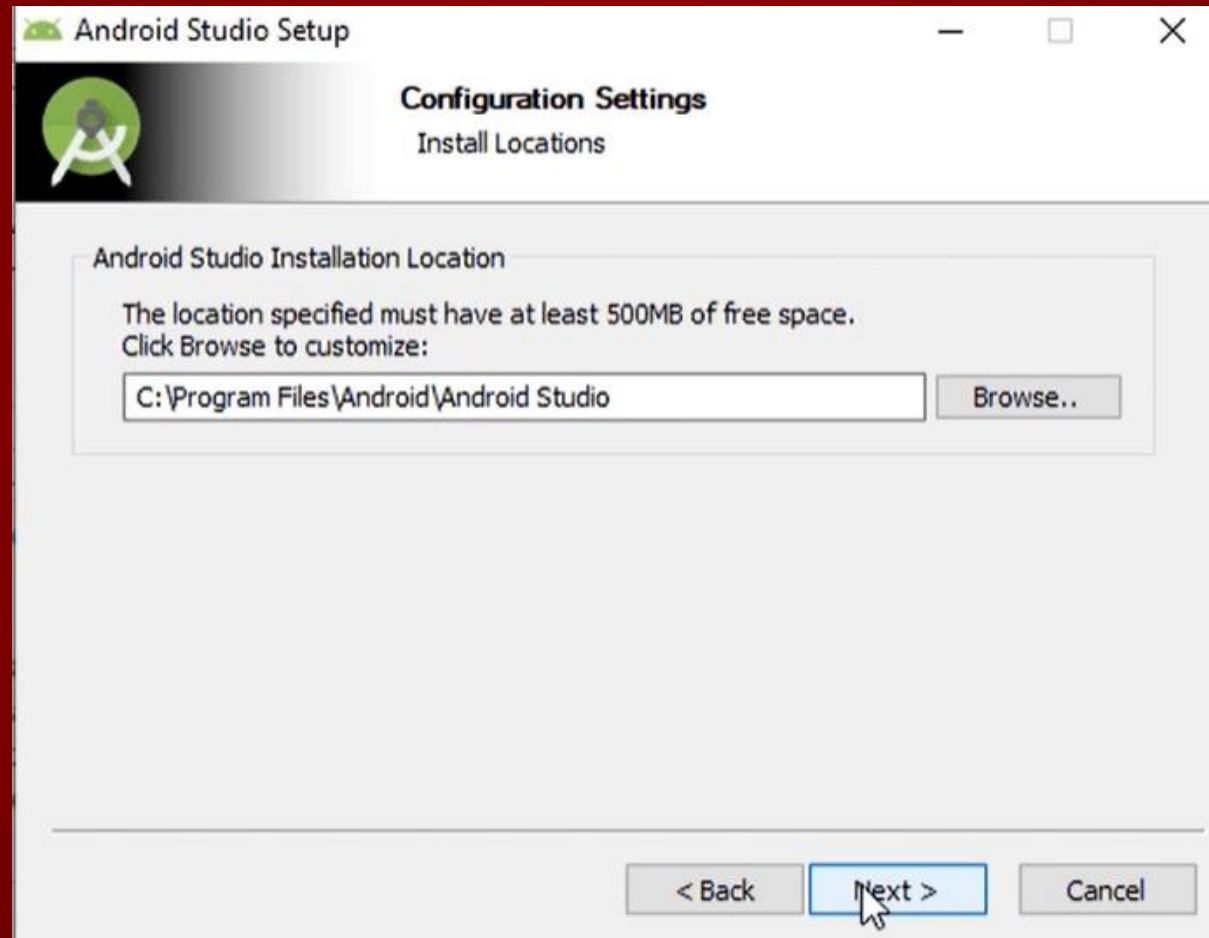 Android Studio Setup
Configuration Settings
Install Locations
Android Studio Installation Location
The location specified must have at least 500MB of free space.
Click Browse to customize:
C:\Program Files\Android\Android Studio
Browse..
< Back
Next >
Cancel